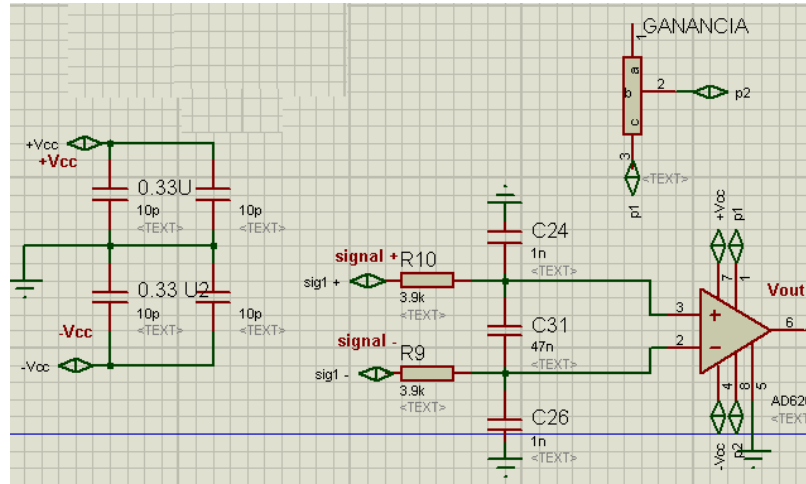 GANANCIA
1
a
b
2
p2
c
3
<TEXT>
p1
+Vcc
+Vcc
0.33U
10p
<TEXT>
10p
<TEXT>
0.33 U2
10p
<TEXT>
10p
<TEXT>
-Vcc
-Vcc
signal +
sig1 +
R10
3.9k
<TEXT>
signal -
sig1 -
R9
3.9k
<TEXT>
C24
1n
<TEXT>
C31
47n
<TEXT>
C26
1n
<TEXT>
+Vcc
p1
7
1
3
+
2
-
Vout
6
4
8
5
-Vcc
p2
AD620
<TEXT>